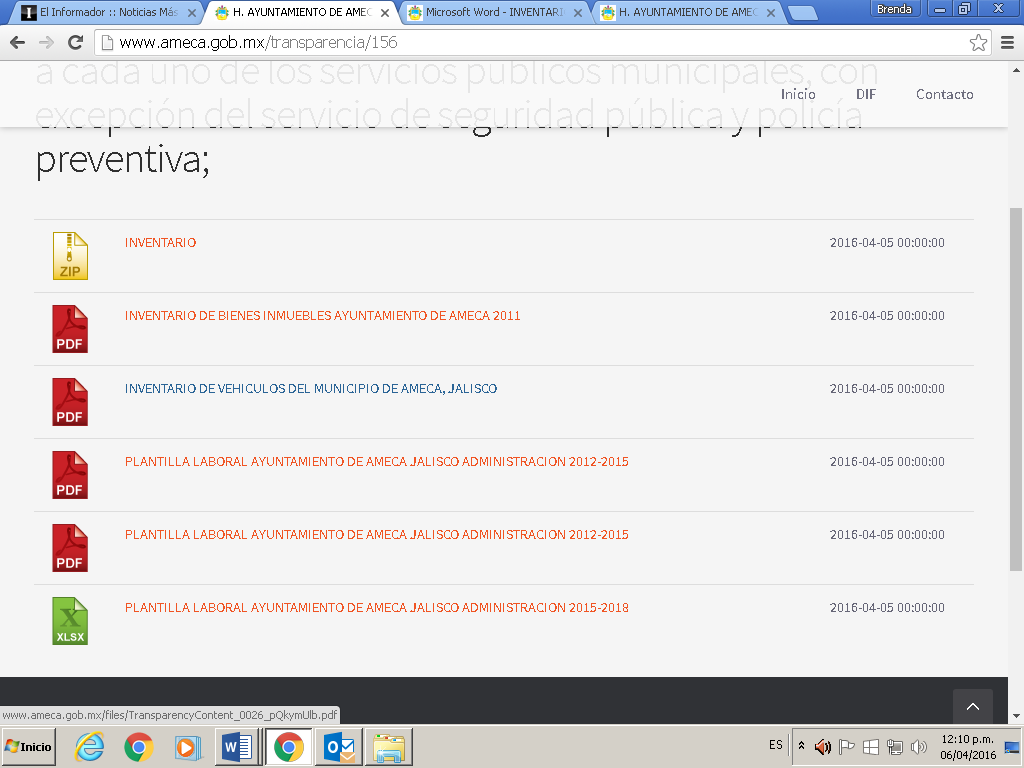 El Informador :: Noticias Más
H. AYUNTAMIENTO DE AMEC
Microsoft Word - INVENTARI
H. AYUNTAMIENTO DE AMEC
Brenda
www.ameca.gob.mx/transparencia/156
Inicio
DIF
Contacto
a cada uno de los servicios públicos municipales, con
excepción del servicio de seguridad pública y policía
preventiva;
ZIP
INVENTARIO
2016-04-05 00:00:00
PDF
INVENTARIO DE BIENES INMUEBLES AYUNTAMIENTO DE AMECA 2011
2016-04-05 00:00:00
PDF
INVENTARIO DE VEHICULOS DEL MUNICIPIO DE AMECA, JALISCO
2016-04-05 00:00:00
PDF
PLANTILLA LABORAL AYUNTAMIENTO DE AMECA JALISCO ADMINISTRACION 2012-2015
2016-04-05 00:00:00
PDF
PLANTILLA LABORAL AYUNTAMIENTO DE AMECA JALISCO ADMINISTRACION 2012-2015
2016-04-05 00:00:00
XLSX
PLANTILLA LABORAL AYUNTAMIENTO DE AMECA JALISCO ADMINISTRACION 2015-2018
2016-04-05 00:00:00
www.ameca.gob.mx/files/TransparencyContent_0026_pQkymUlb.pdf
Inicio
ES
12:10 p.m.
06/04/2016